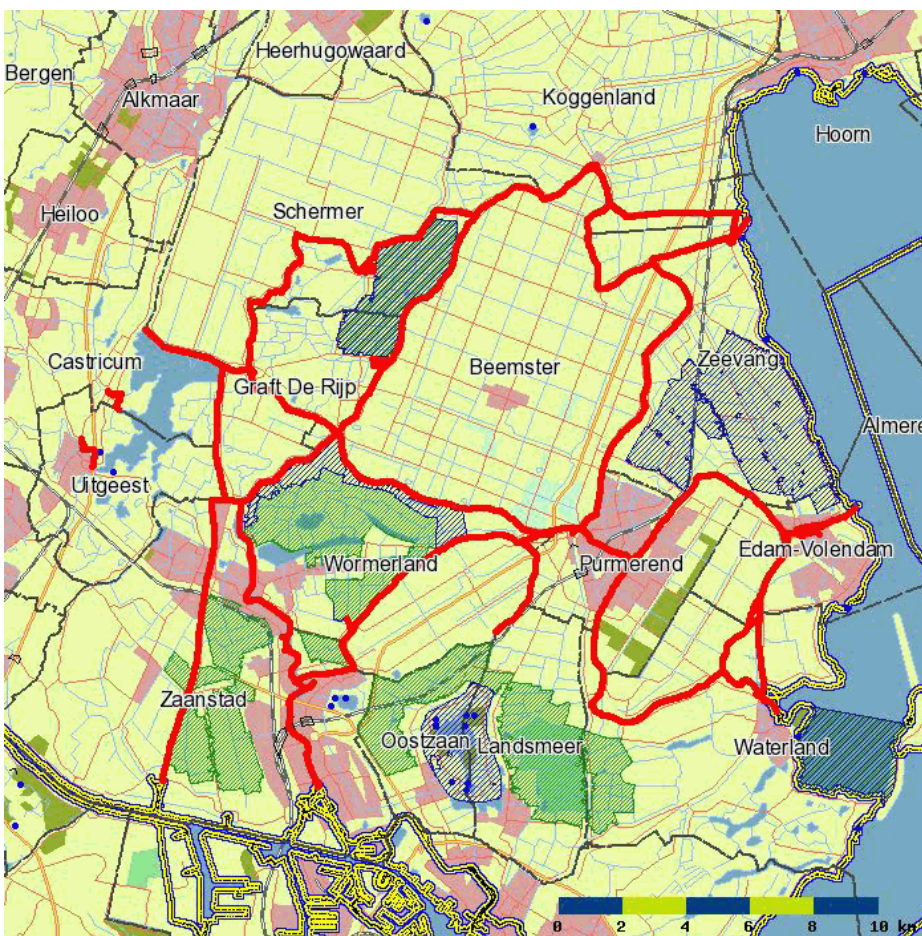 Heerhugowaard
Bergen
Alkmaar
Koggenland
Hoorn
Heiloo
Schermer
Castricum
Zeevang
Beemster
Graft De Rijp
Almere
Uitgeest
Edam-Volendam
Wormerland
Purmerend
Zaanstad
Oostzaan
Landsmeer
Waterland
0 2 4 6 8 10 km